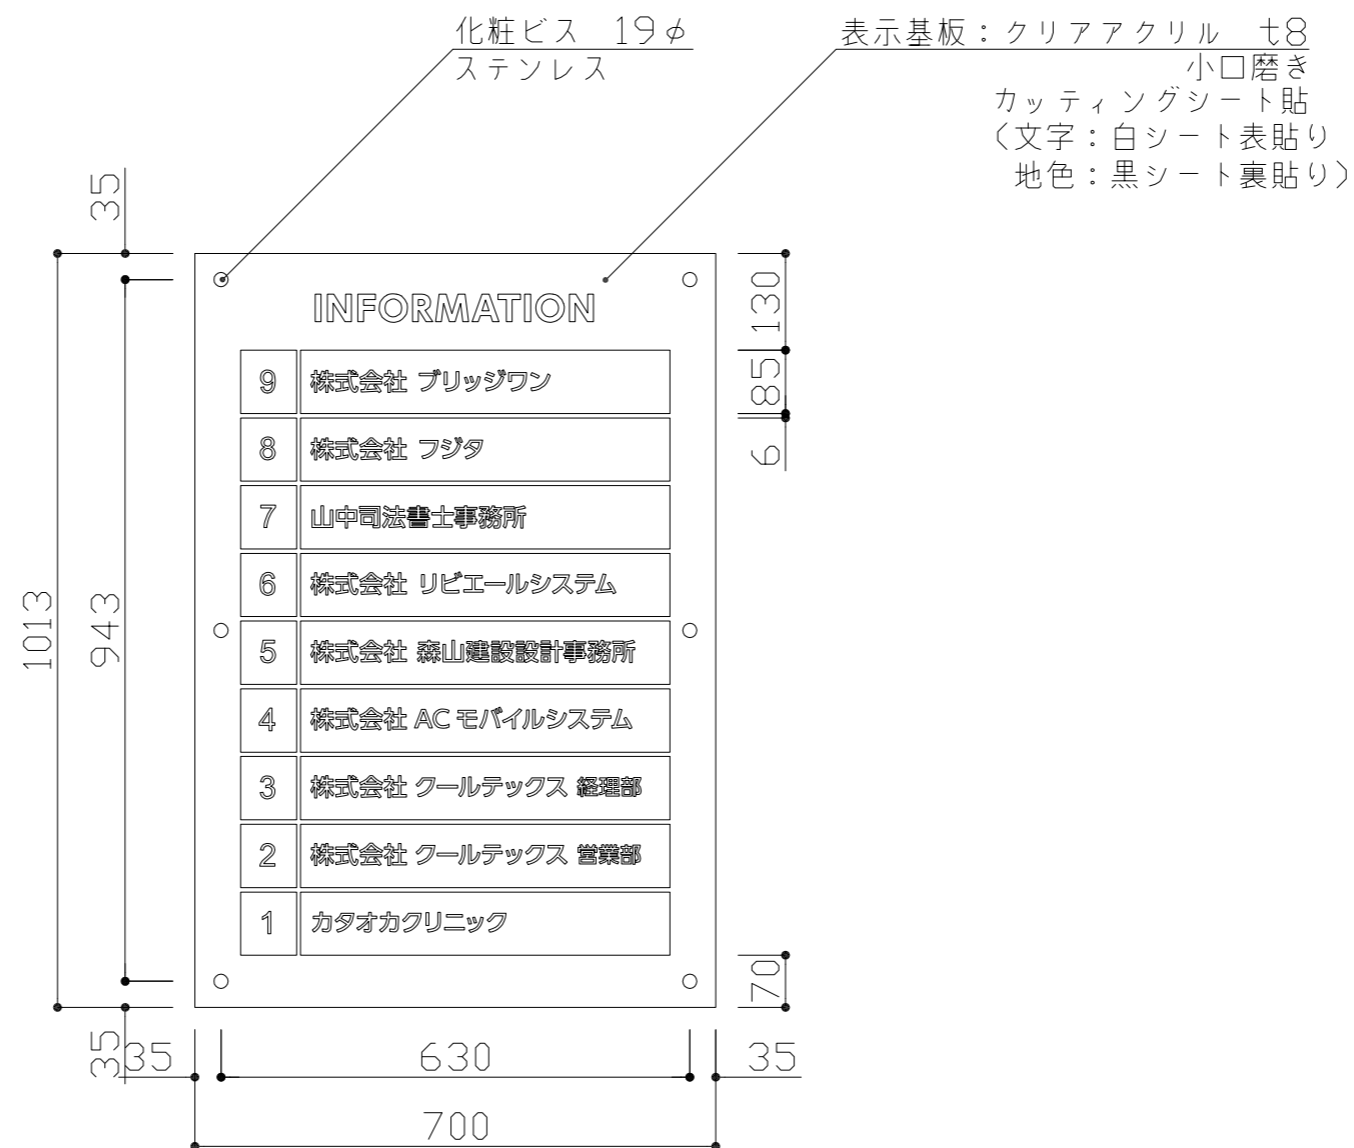 化粧ビス 19φ
ステンレス
表示基板：クリアアクリル t8
小口磨き
カッティングシート貼
（文字：白シート表貼り
地色：黒シート裏貼り）
35
1013
943
35
INFORMATION
9 株式会社 ブリッジワン
8 株式会社 フジタ
7 山中司法書士事務所
6 株式会社 リビエールシステム
5 株式会社 森山建設設計事務所
4 株式会社 AC モバイルシステム
3 株式会社 クールテックス 経理部
2 株式会社 クールテックス 営業部
1 カタオカクリニック
130
85
6
70
35 630 35
700